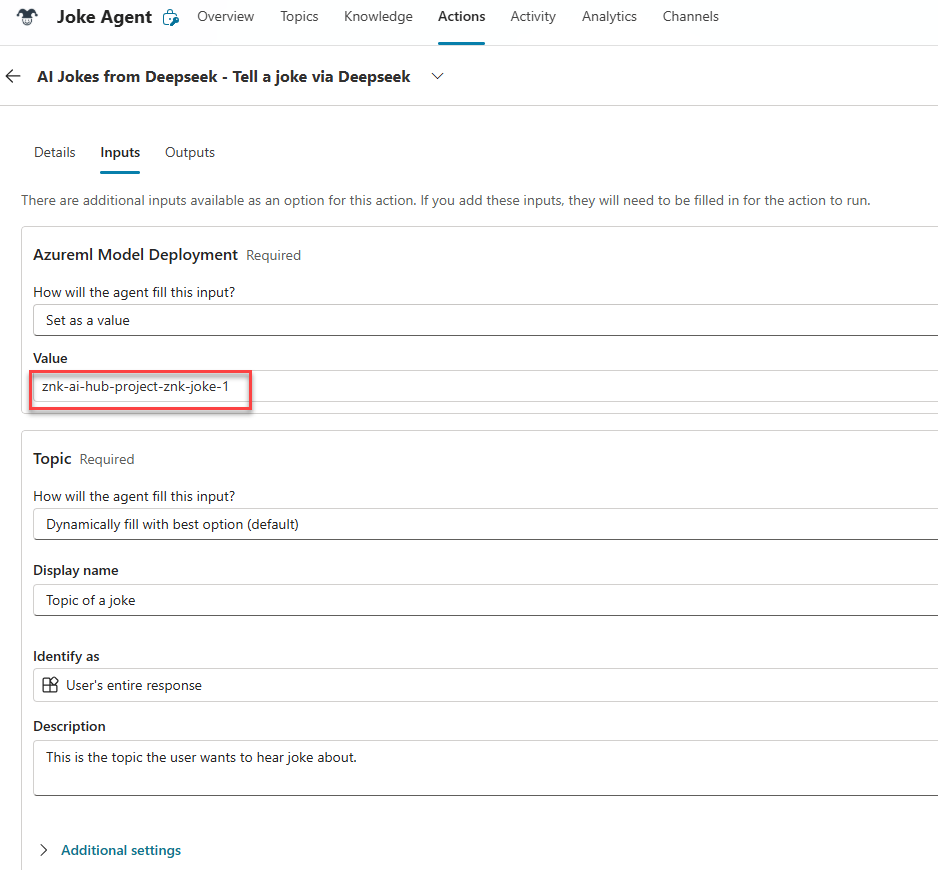 Joke Agent Overview Topics Knowledge Actions Activity Analytics Channels
AI Jokes from Deepseek - Tell a joke via Deepseek
Details Inputs Outputs
There are additional inputs available as an option for this action. If you add these inputs, they will need to be filled in for the action to run.
Azureml Model Deployment Required
How will the agent fill this input?
Set as a value
Value
znk-ai-hub-project-znk-joke-1
Topic Required
How will the agent fill this input?
Dynamically fill with best option (default)
Display name
Topic of a joke
Identify as
User's entire response
Description
This is the topic the user wants to hear joke about.
Additional settings